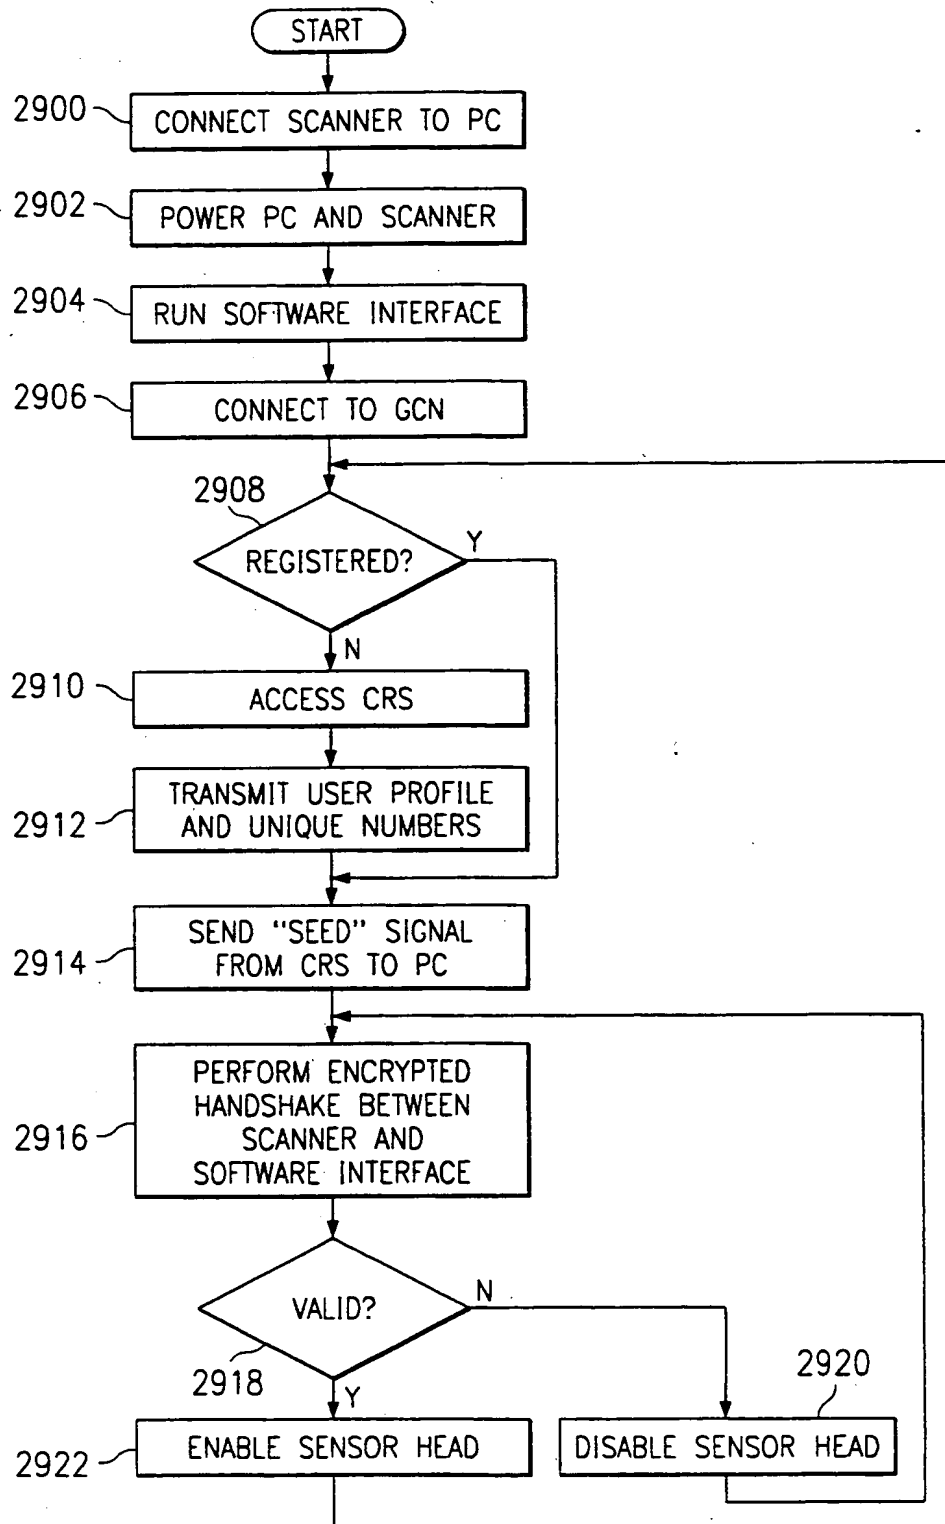 START
2900
CONNECT SCANNER TO PC
2902
POWER PC AND SCANNER
2904
RUN SOFTWARE INTERFACE
2906
CONNECT TO GCN
2908
REGISTERED?
Y
N
2910
ACCESS CRS
2912
TRANSMIT USER PROFILE
AND UNIQUE NUMBERS
2914
SEND "SEED" SIGNAL
FROM CRS TO PC
2916
PERFORM ENCRYPTED
HANDSHAKE BETWEEN
SCANNER AND
SOFTWARE INTERFACE
VALID?
N
2918
Y
2920
2922
ENABLE SENSOR HEAD
DISABLE SENSOR HEAD